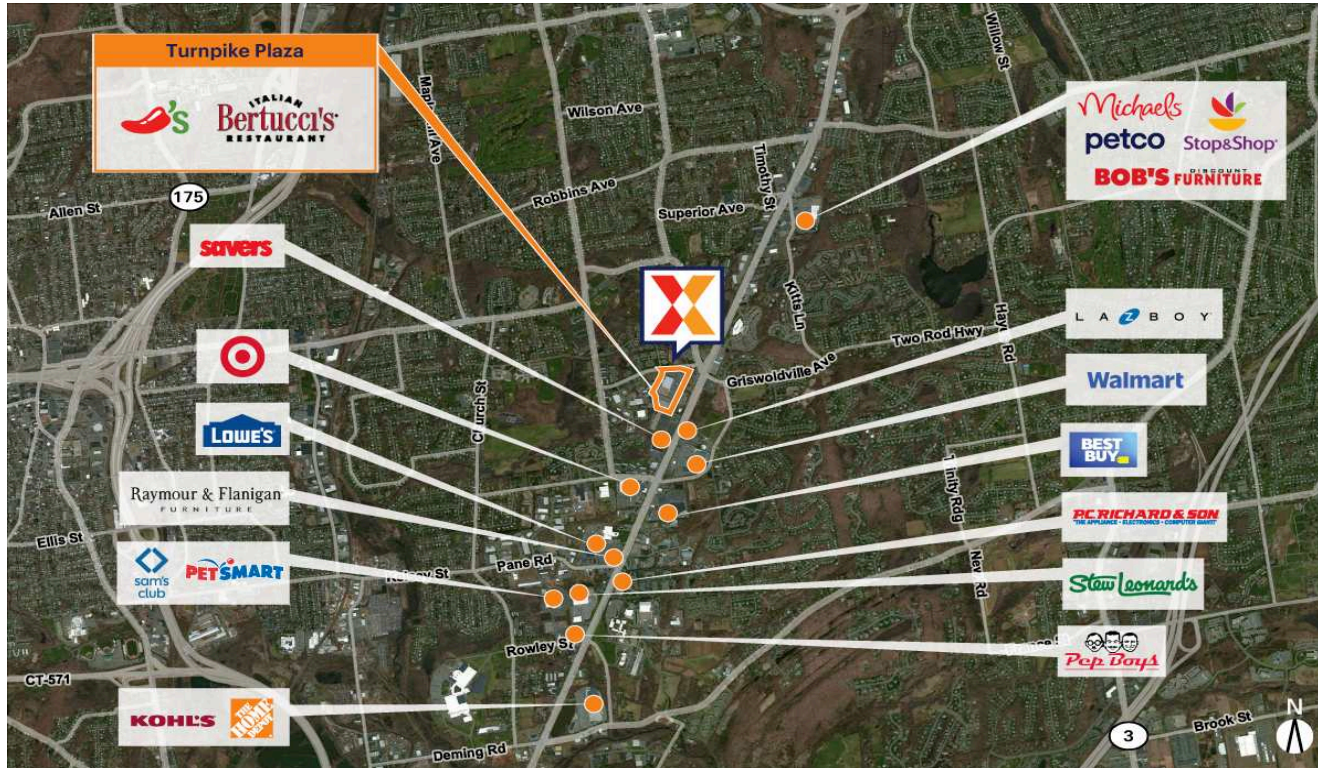 Turnpike Plaza
'S
ITALIAN
Bertucci's
RESTAURANT
175
Allen St
Wilson Ave
Robbins Ave
Superior Ave
Timothy St
Willow St
Kitts Ln
Two Rod Hwy
Griswoldville Ave
Church St
Michaels
petco
Stop&Shop
BOB'S DISCOUNT FURNITURE
savers
LOWE'S
Raymour & Flanigan
FURNITURE
sam's club
PETSMART
KOHL'S
THE HOME DEPOT
LA Z BOY
Walmart
BEST BUY
P.C. RICHARD & SON
"THE APPLIANCE - ELECTRONICS - COMPUTER GIANT!"
Stew Leonard's
Pep Boys
Ellis St
Pane Rd
Rowley St
CT-571
Deming Rd
3
Brook St
N